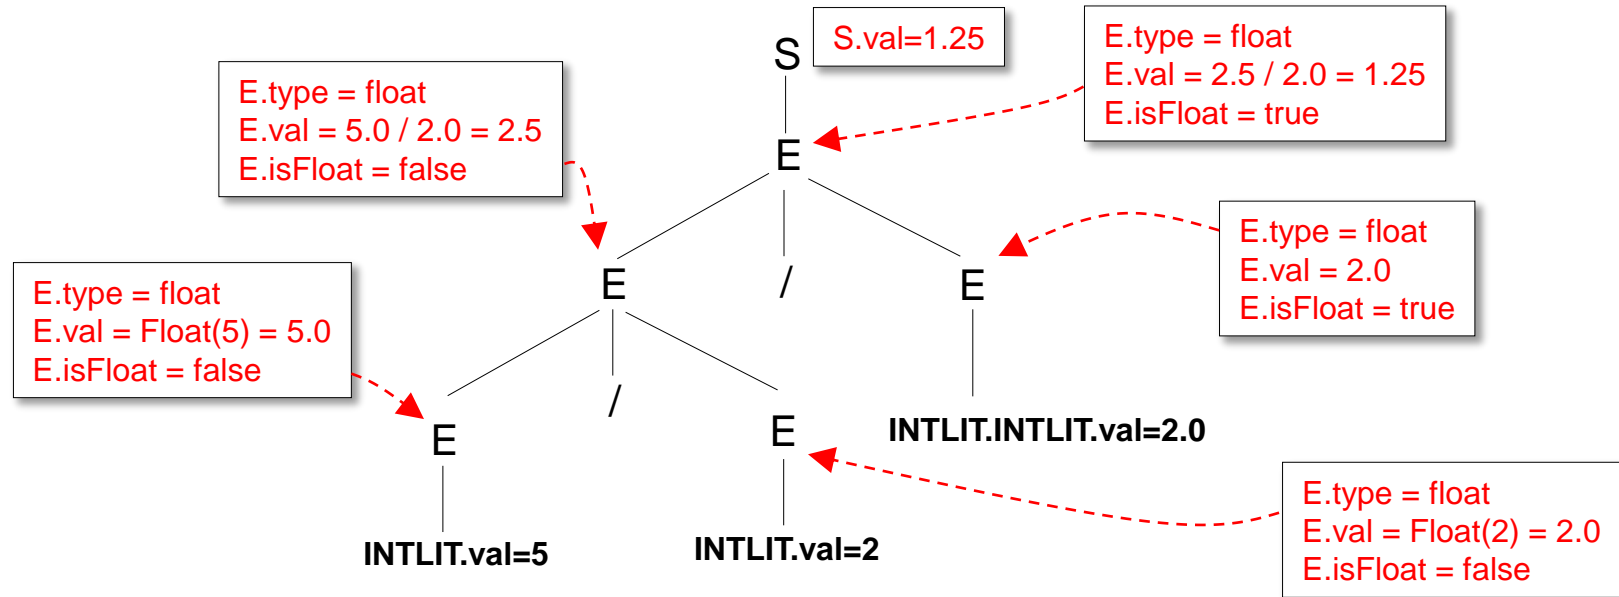 S
S.val=1.25
E.type = float
E.val = 2.5 / 2.0 = 1.25
E.isFloat = true
E.type = float
E.val = 5.0 / 2.0 = 2.5
E.isFloat = false
E
E.type = float
E.val = 2.0
E.isFloat = true
E
/
E
E.type = float
E.val = Float(5) = 5.0
E.isFloat = false
E
/
E
INTLIT.INTLIT.val=2.0
INTLIT.val=5
INTLIT.val=2
E.type = float
E.val = Float(2) = 2.0
E.isFloat = false